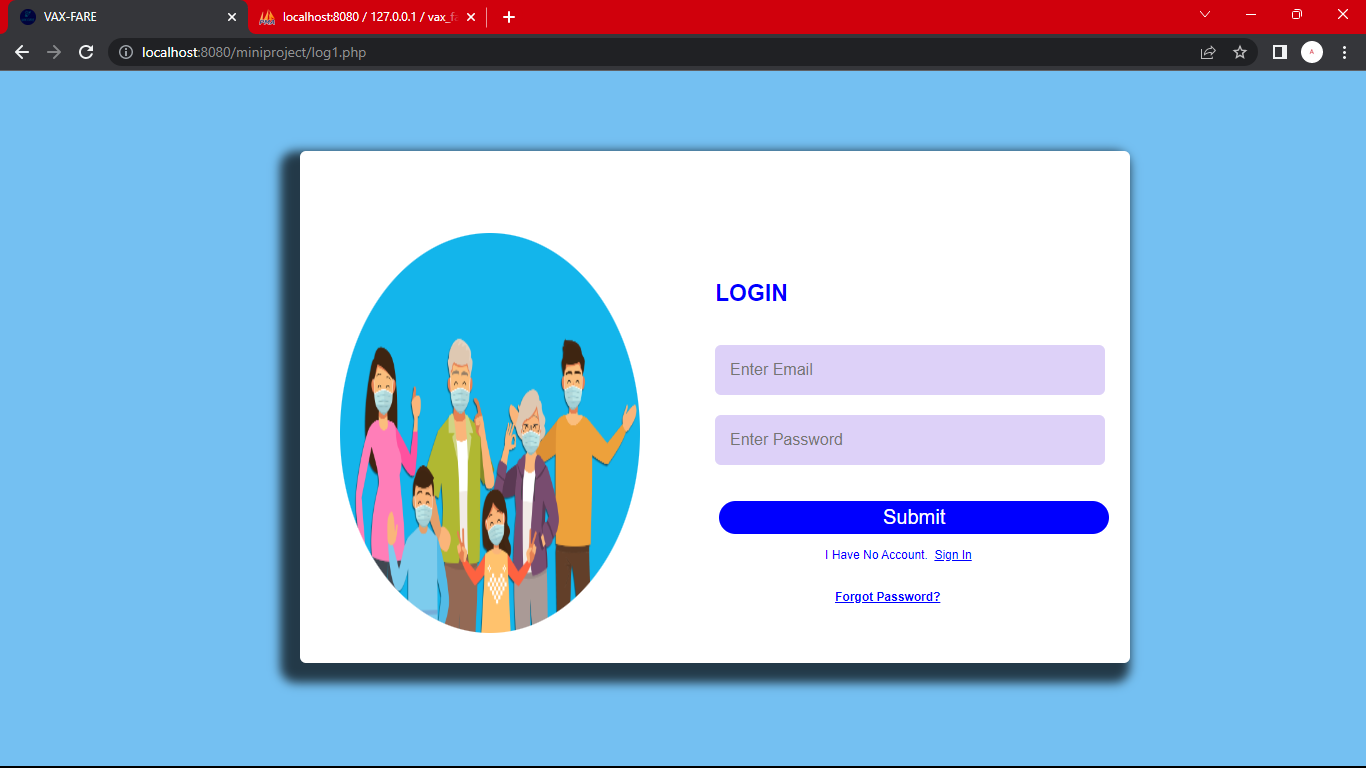 VAX-FARE
localhost:8080 / 127.0.0.1 / vax_f
localhost:8080/miniproject/log1.php
LOGIN
Enter Email
Enter Password
Submit
I Have No Account. Sign In
Forgot Password?